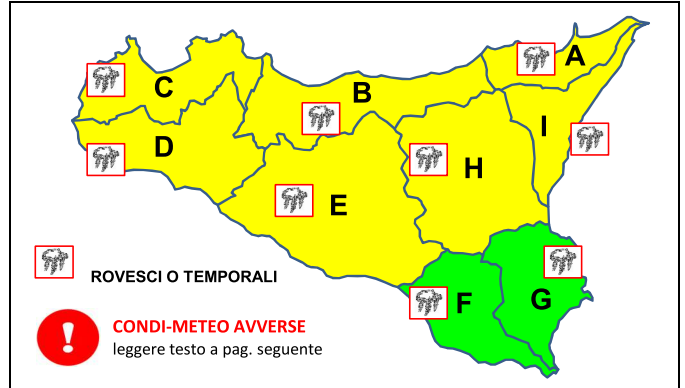 A
C
B
I
D
H
E
F
G
ROVESCI O TEMPORALI
!
CONDI-METEO AVVERSE
leggere testo a pag. seguente